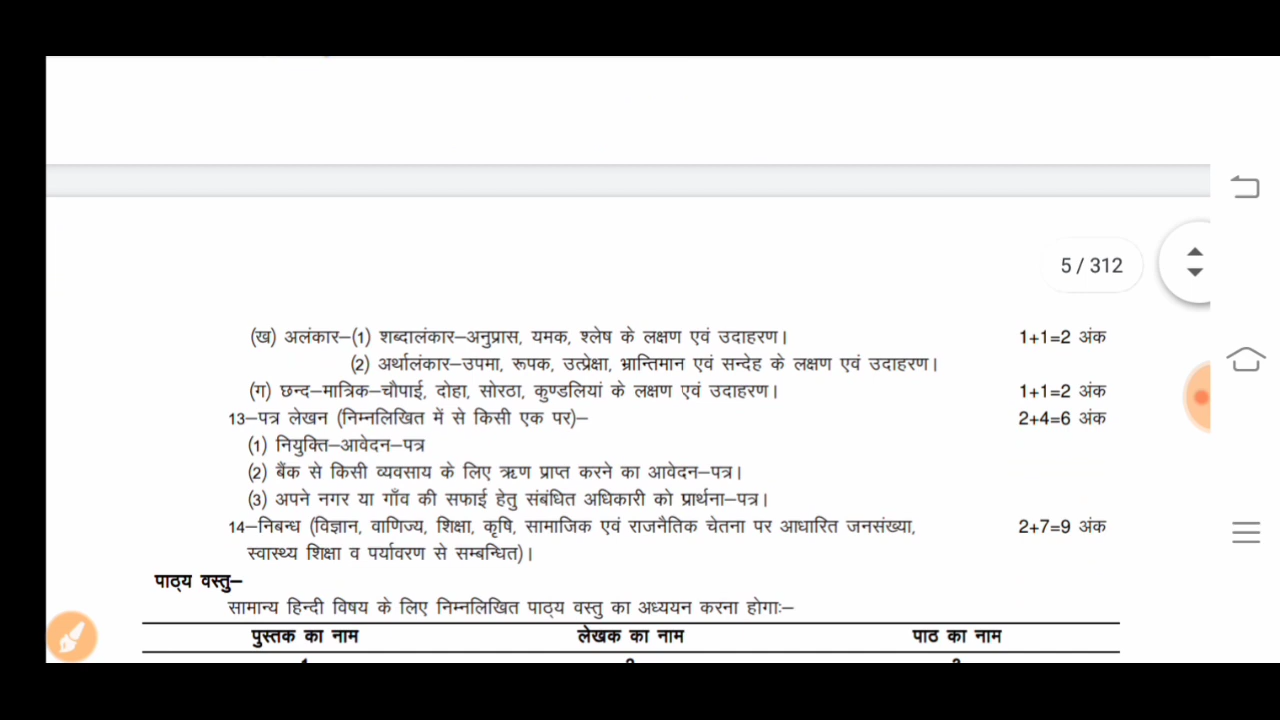 5 / 312
(ख) अलंकार–(1) शब्दालंकार–अनुप्रास, यमक, श्लेष के लक्षण एवं उदाहरण। 1+1=2 अंक
(2) अर्थालंकार–उपमा, रूपक, उत्प्रेक्षा, भ्रान्तिमान एवं सन्देह के लक्षण एवं उदाहरण।
(ग) छन्द–मात्रिक–चौपाई, दोहा, सोरठा, कुण्डलियां के लक्षण एवं उदाहरण। 1+1=2 अंक
13–पत्र लेखन (निम्नलिखित में से किसी एक पर)– 2+4=6 अंक
(1) नियुक्ति–आवेदन–पत्र
(2) बैंक से किसी व्यवसाय के लिए ऋण प्राप्त करने का आवेदन–पत्र।
(3) अपने नगर या गाँव की सफाई हेतु संबंधित अधिकारी को प्रार्थना–पत्र।
14–निबन्ध (विज्ञान, वाणिज्य, शिक्षा, कृषि, सामाजिक एवं राजनैतिक चेतना पर आधारित जनसंख्या, 2+7=9 अंक
स्वास्थ्य शिक्षा व पर्यावरण से सम्बन्धित)।
पाठ्य वस्तु–
सामान्य हिन्दी विषय के लिए निम्नलिखित पाठ्य वस्तु का अध्ययन करना होगाः–
पुस्तक का नाम लेखक का नाम पाठ का नाम